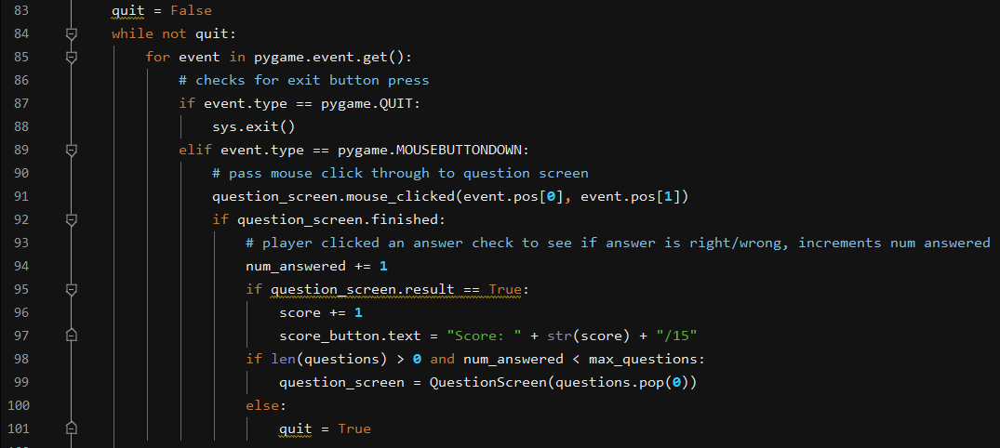 83 quit = False
84 while not quit:
85 for event in pygame.event.get():
86 # checks for exit button press
87 if event.type == pygame.QUIT:
88 sys.exit()
89 elif event.type == pygame.MOUSEBUTTONDOWN:
90 # pass mouse click through to question screen
91 question_screen.mouse_clicked(event.pos[0], event.pos[1])
92 if question_screen.finished:
93 # player clicked an answer check to see if answer is right/wrong, increments num answered
94 num_answered += 1
95 if question_screen.result == True:
96 score += 1
97 score_button.text = "Score: " + str(score) + "/15"
98 if len(questions) > 0 and num_answered < max_questions:
99 question_screen = QuestionScreen(questions.pop(0))
100 else:
101 quit = True